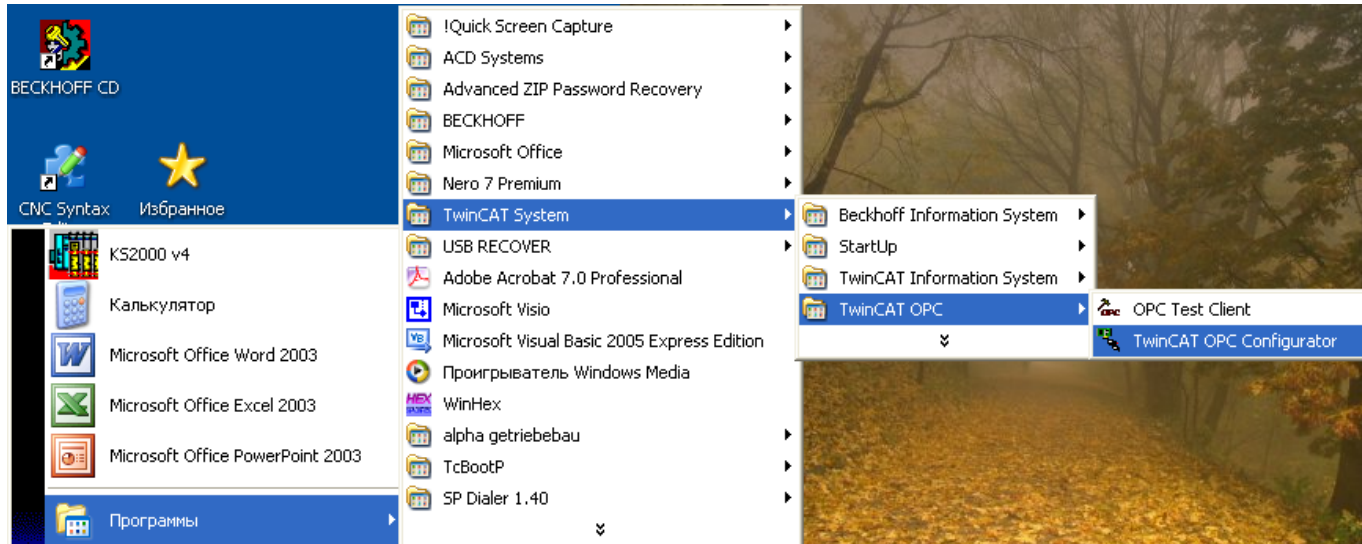 BECKHOFF CD
CNC Syntax
Избранное
KS2000 v4
Калькулятор
Microsoft Office Word 2003
Microsoft Office Excel 2003
Microsoft Office PowerPoint 2003
Программы
!Quick Screen Capture
ACD Systems
Advanced ZIP Password Recovery
BECKHOFF
Microsoft Office
Nero 7 Premium
TwinCAT System
USB RECOVER
Adobe Acrobat 7.0 Professional
Microsoft Visio
Microsoft Visual Basic 2005 Express Edition
Проигрыватель Windows Media
WinHex
alpha getriebebau
TcBootP
SP Dialer 1.40
Beckhoff Information System
StartUp
TwinCAT Information System
TwinCAT OPC
OPC Test Client
TwinCAT OPC Configurator